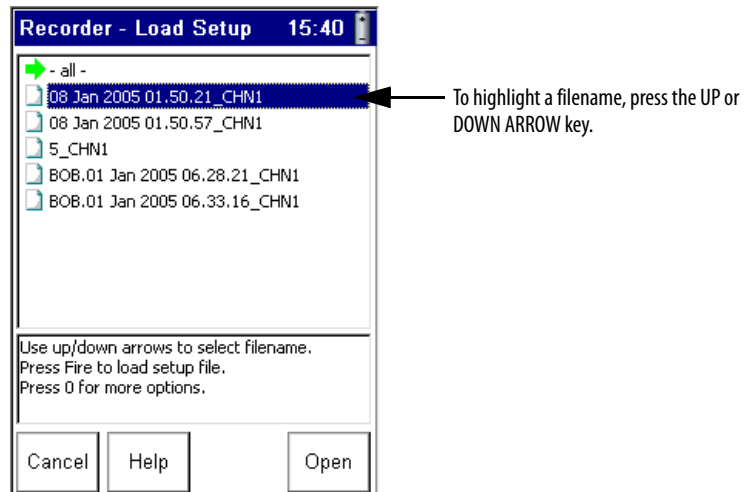 Recorder - Load Setup 15:40
- all -
08 Jan 2005 01.50.21_CHN1
08 Jan 2005 01.50.57_CHN1
5_CHN1
BOB.01 Jan 2005 06.28.21_CHN1
BOB.01 Jan 2005 06.33.16_CHN1
To highlight a filename, press the UP or
DOWN ARROW key.
Use up/down arrows to select filename.
Press Fire to load setup file.
Press 0 for more options.
Cancel Help Open